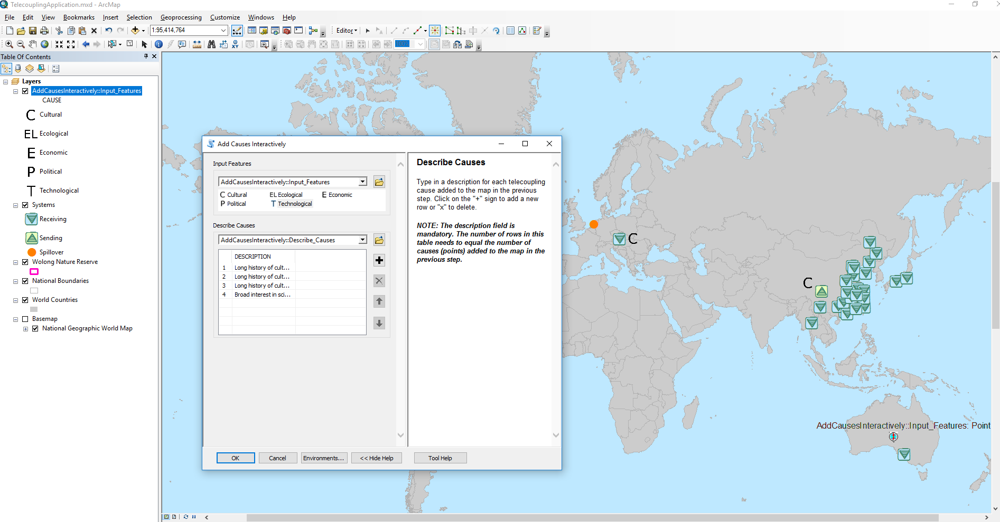 TelecouplingApplication.mxd - ArcMap
File Edit View Bookmarks Insert Selection Geoprocessing Customize Windows Help
1:95,414,764
Editor
100%
Table Of Contents
Layers
AddCausesInteractively::Input_Features
CAUSE
C Cultural
EL Ecological
E Economic
P Political
T Technological
Systems
Receiving
Sending
Spillover
Wolong Nature Reserve
National Boundaries
World Countries
Basemap
National Geographic World Map
Add Causes Interactively
Input Features
AddCausesInteractively::Input_Features
C Cultural EL Ecological E Economic
P Political T Technological
Describe Causes
AddCausesInteractively::Describe_Causes
DESCRIPTION
1 Long history of cult...
2 Long history of cult...
3 Long history of cult...
4 Broad interest in sci...
OK Cancel Environments... << Hide Help Tool Help
Describe Causes
Type in a description for each telecoupling
cause added to the map in the previous
step. Click on the "+" sign to add a new
row or "x" to delete.
NOTE: The description field is
mandatory. The number of rows in this
table needs to equal the number of
causes (points) added to the map in the
previous step.
C
C
AddCausesInteractively::Input_Features: Point